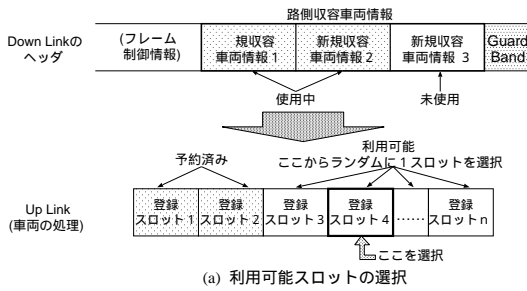 路側収容車両情報
Down Linkの
ヘッダ
(フレーム
制御情報)
規収容
車両情報 1
新規収容
車両情報 2
新規収容
車両情報 3
Guard
Band
使用中
未使用
予約済み
利用可能
ここからランダムに 1 スロットを選択
Up Link
(車両の処理)
登録
スロット 1
登録
スロット 2
登録
スロット 3
登録
スロット 4
……
登録
スロット n
ここを選択
(a) 利用可能スロットの選択